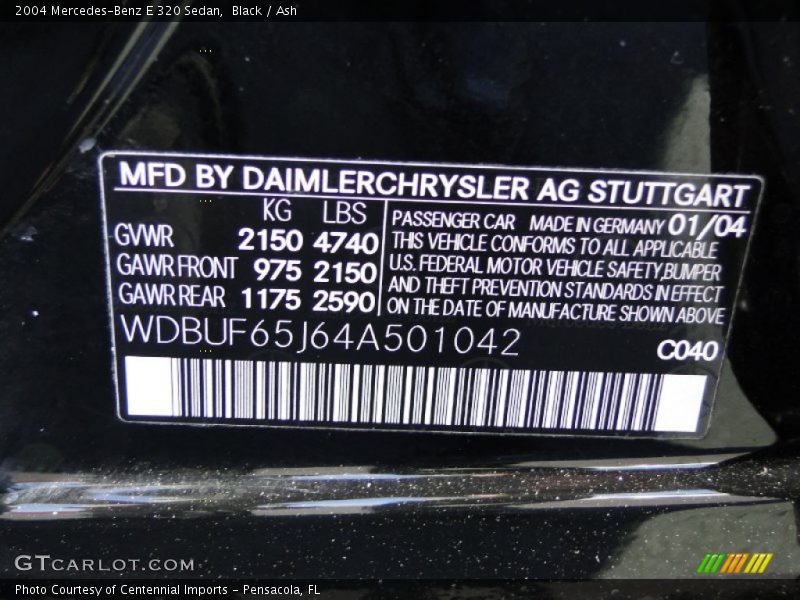 2004 Mercedes-Benz E 320 Sedan, Black / Ash
MFD BY DAIMLERCHRYSLER AG STUTTGART
KG LBS
GVWR 2150 4740
GAWR FRONT 975 2150
GAWR REAR 1175 2590
PASSENGER CAR MADE IN GERMANY 01/04
THIS VEHICLE CONFORMS TO ALL APPLICABLE
U.S. FEDERAL MOTOR VEHICLE SAFETY, BUMPER
AND THEFT PREVENTION STANDARDS IN EFFECT
ON THE DATE OF MANUFACTURE SHOWN ABOVE
WDBUF65J64A501042
C040
GTCARLOT.COM
Photo Courtesy of Centennial Imports - Pensacola, FL